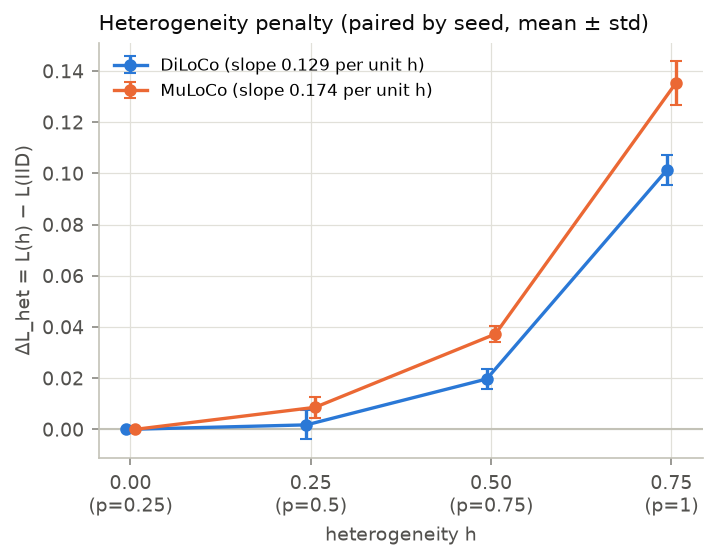 Heterogeneity penalty (paired by seed, mean ± std)
DiLoCo (slope 0.129 per unit h)
MuLoCo (slope 0.174 per unit h)
ΔL_het = L(h) − L(IID)
0.14
0.12
0.10
0.08
0.06
0.04
0.02
0.00
0.00
(p=0.25)
0.25
(p=0.5)
0.50
(p=0.75)
0.75
(p=1)
heterogeneity h